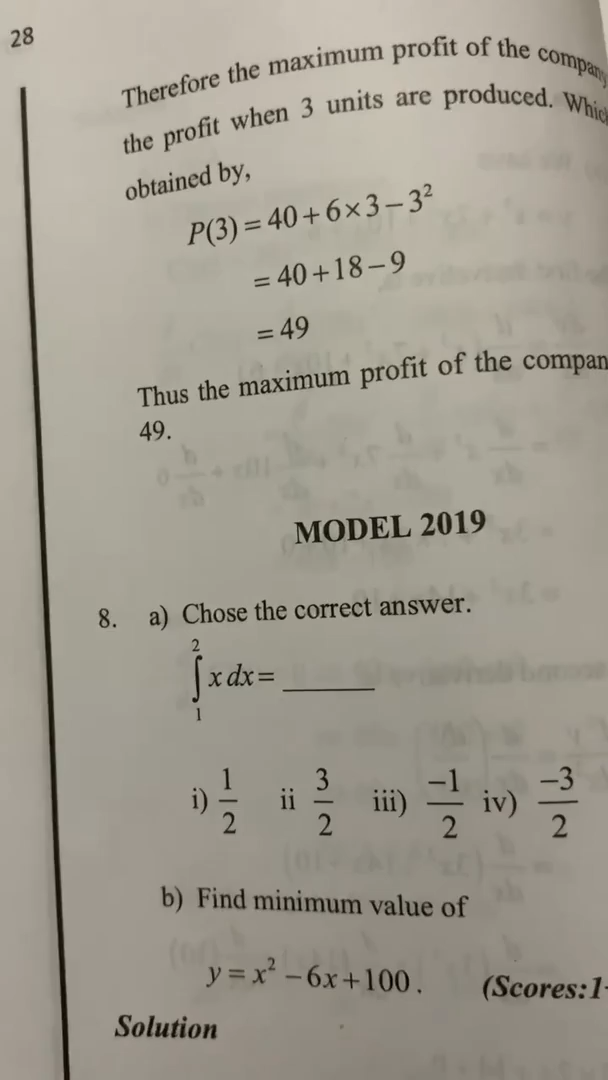 28
Therefore the maximum profit of the company
the profit when 3 units are produced. Which
obtained by,
P(3) = 40 + 6 × 3 − 3²
= 40 + 18 − 9
= 49
Thus the maximum profit of the compan
49.
MODEL 2019
8. a) Chose the correct answer.
∫₁² x dx = ______
i) 1/2 ii 3/2 iii) −1/2 iv) −3/2
b) Find minimum value of
y = x² − 6x + 100.
(Scores:1
Solution